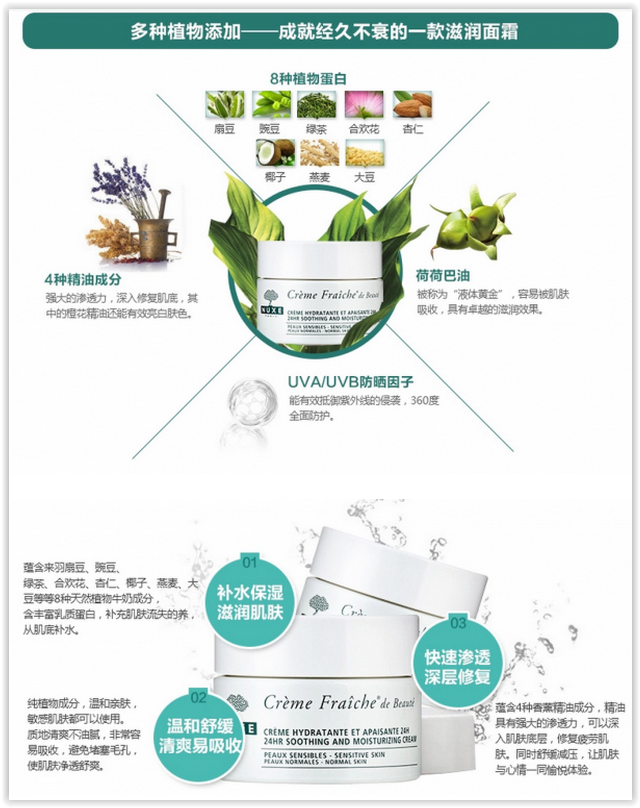 多种植物添加——成就经久不衰的一款滋润面霜
8种植物蛋白
扁豆 豌豆 绿茶 合欢花 杏仁
椰子 燕麦 大豆
4种精油成分
强大的渗透力，深入修复肌底，其
中的橙花精油还能有效亮白肤色。
荷荷巴油
被称为“液体黄金”，容易被肌肤
吸收，具有卓越的滋润效果。
Crème Fraîche® de Beauté
NUXE
PARIS
CRÈME HYDRATANTE ET APAISANTE 24H
24HR SOOTHING AND MOISTURIZING
PEAUX SENSIBLES - SENSITIVE
PEAUX NORMALES - NORMAL SKIN
UVA/UVB防晒因子
能有效抵御紫外线的侵袭，360度
全面防护。
01
补水保湿
滋润肌肤
蕴含来羽扇豆、豌豆、
绿茶、合欢花、杏仁、椰子、燕麦、大
豆等等8种天然植物牛奶成分，
含丰富乳质蛋白，补充肌肤流失的养，
从肌底补水。
02
温和舒缓
清爽易吸收
纯植物成分，温和亲肤，
敏感肌肤都可以使用。
质地清爽不油腻，非常容
易吸收，避免堵塞毛孔，
使肌肤净透舒爽。
03
快速渗透
深层修复
蕴含4种香薰精油成分，精油
具有强大的渗透力，可以深
入肌肤底层，修复疲劳肌
肤。同时舒缓减压，让肌肤
与心情一同愉悦体验。
Crè
Crème Fraîche® de Beauté
CRÈME HYDRATANTE ET APAISANTE 24H
24HR SOOTHING AND MOISTURIZING CREAM
PEAUX SENSIBLES - SENSITIVE SKIN
PEAUX NORMALES - NORMAL SKIN